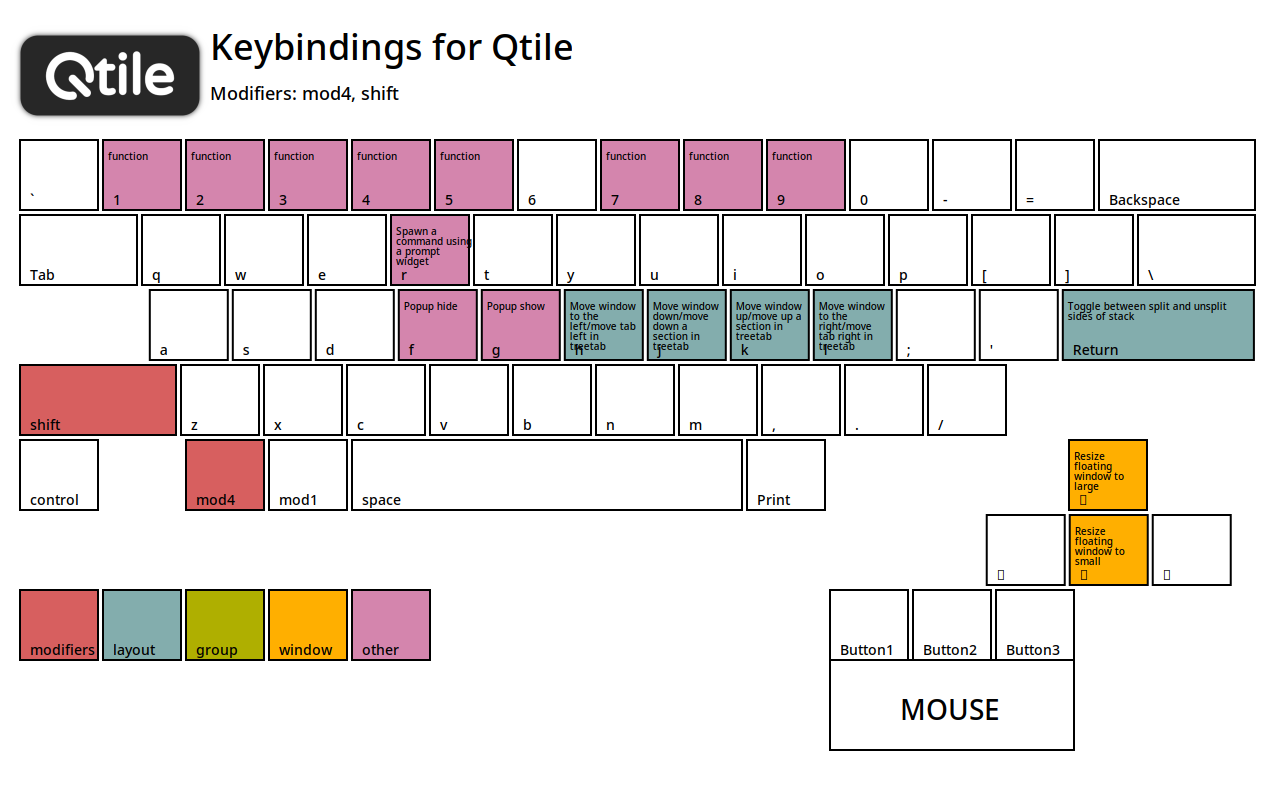 Qtile
Keybindings for Qtile
Modifiers: mod4, shift
function function function function function function function function
` 1 2 3 4 5 6 7 8 9 0 - = Backspace
Spawn a
command using
a prompt
widget
Tab q w e r t y u i o p [ ] \
Popup hide
Popup show
Move window
to the
left/move tab
left in
treetab
Move window
down/move
down a
section in
treetab
Move window
up/move up a
section in
treetab
Move window
to the
right/move
tab right in
treetab
Toggle between split and unsplit
sides of stack
a s d f g h j k l ; ' Return
shift z x c v b n m , . /
Resize
floating
window to
large
control mod4 mod1 space Print
Resize
floating
window to
small
modifiers layout group window other
Button1 Button2 Button3
MOUSE